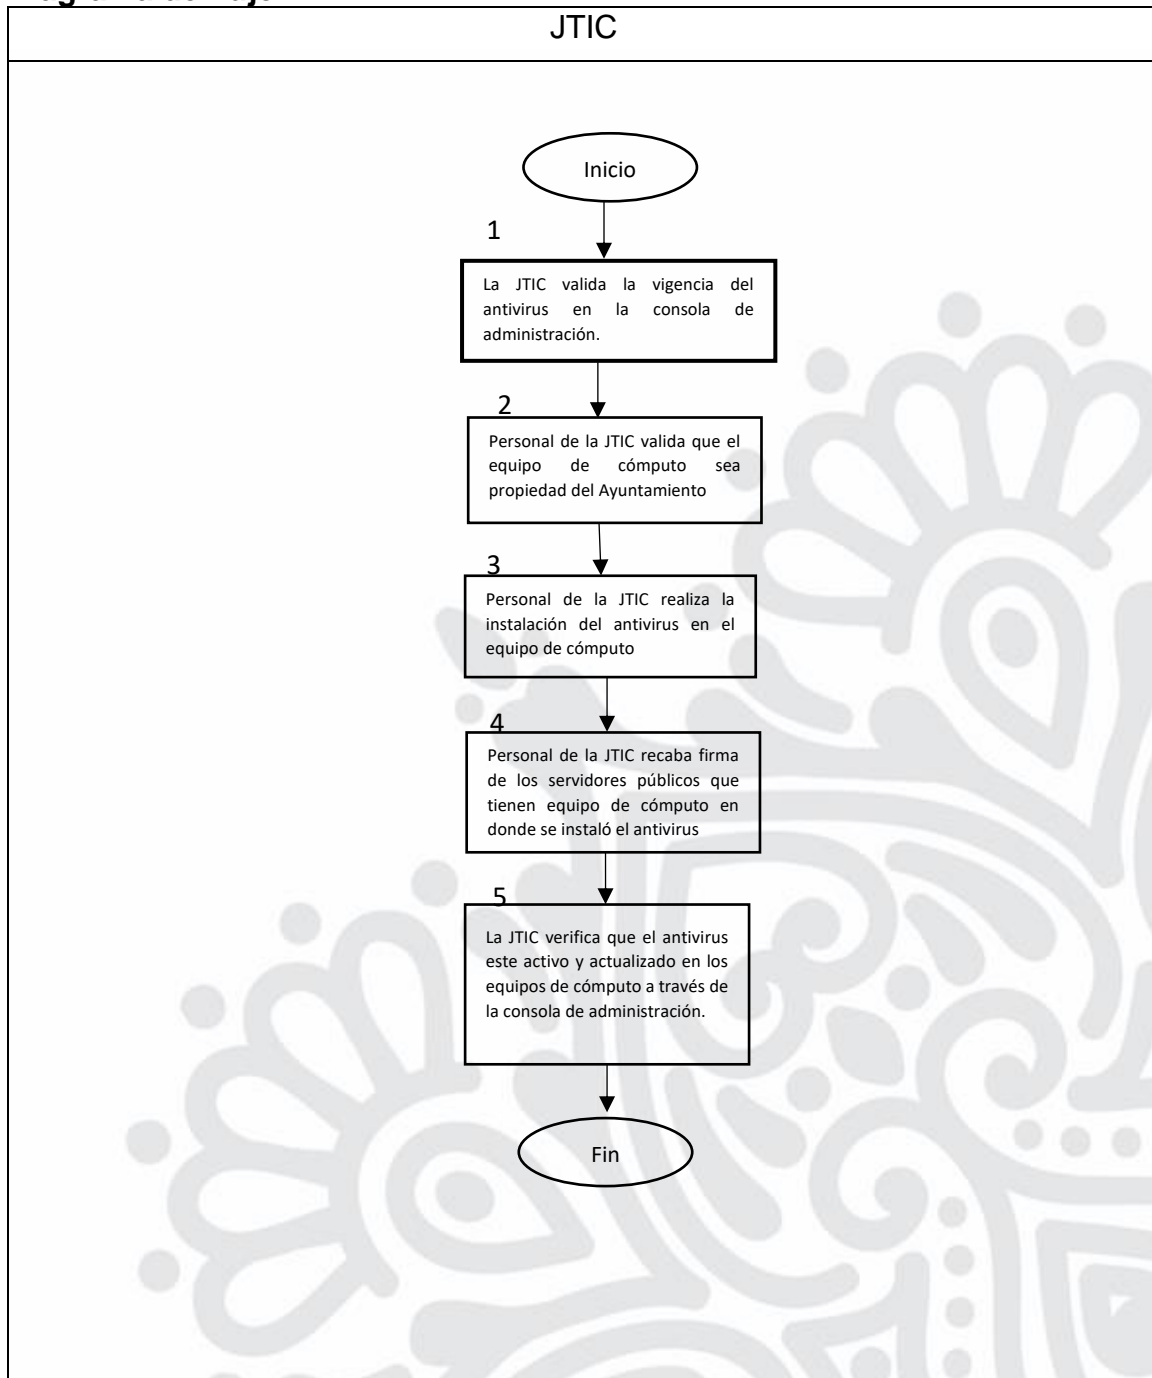 JTIC
Inicio
1
La JTIC valida la vigencia del
antivirus en la consola de
administración.
2
Personal de la JTIC valida que el
equipo de cómputo sea
propiedad del Ayuntamiento
3
Personal de la JTIC realiza la
instalación del antivirus en el
equipo de cómputo
4
Personal de la JTIC recaba firma
de los servidores públicos que
tienen equipo de cómputo en
donde se instaló el antivirus
5
La JTIC verifica que el antivirus
este activo y actualizado en los
equipos de cómputo a través de
la consola de administración.
Fin